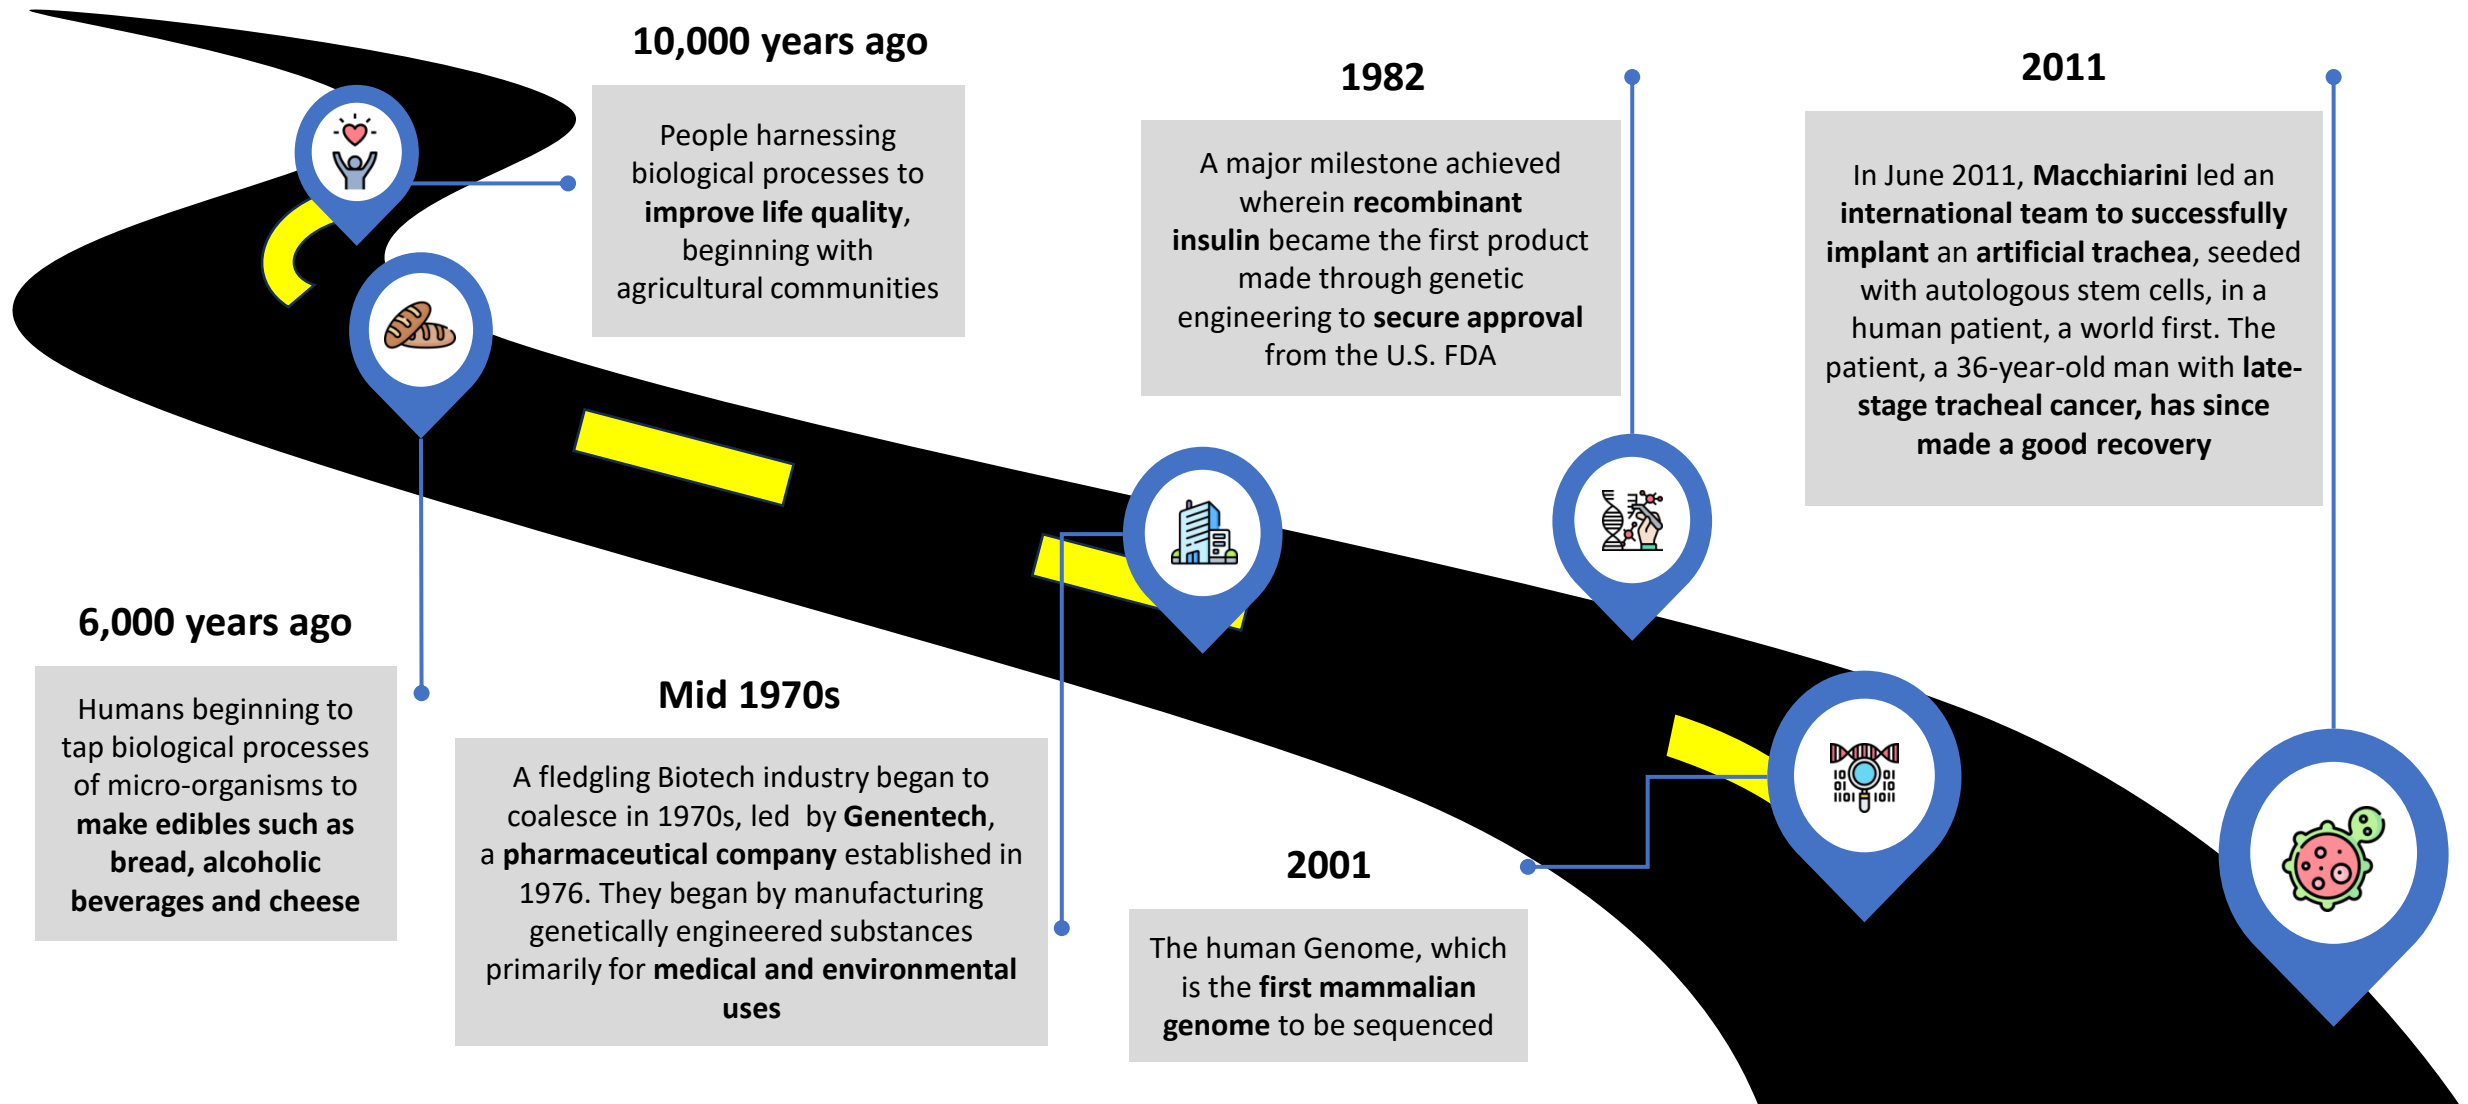 10,000 years ago
People harnessing
biological processes to
improve life quality,
beginning with
agricultural communities
6,000 years ago
Humans beginning to
tap biological processes
of micro-organisms to
make edibles such as
bread, alcoholic
beverages and cheese
Mid 1970s
A fledgling Biotech industry began to
coalesce in 1970s, led by Genentech,
a pharmaceutical company established in
1976. They began by manufacturing
genetically engineered substances
primarily for medical and environmental
uses
1982
A major milestone achieved
wherein recombinant
insulin became the first product
made through genetic
engineering to secure approval
from the U.S. FDA
2001
The human Genome, which
is the first mammalian
genome to be sequenced
2011
In June 2011, Macchiarini led an
international team to successfully
implant an artificial trachea, seeded
with autologous stem cells, in a
human patient, a world first. The
patient, a 36-year-old man with late-
stage tracheal cancer, has since
made a good recovery
10 01
01 10
1101 1011